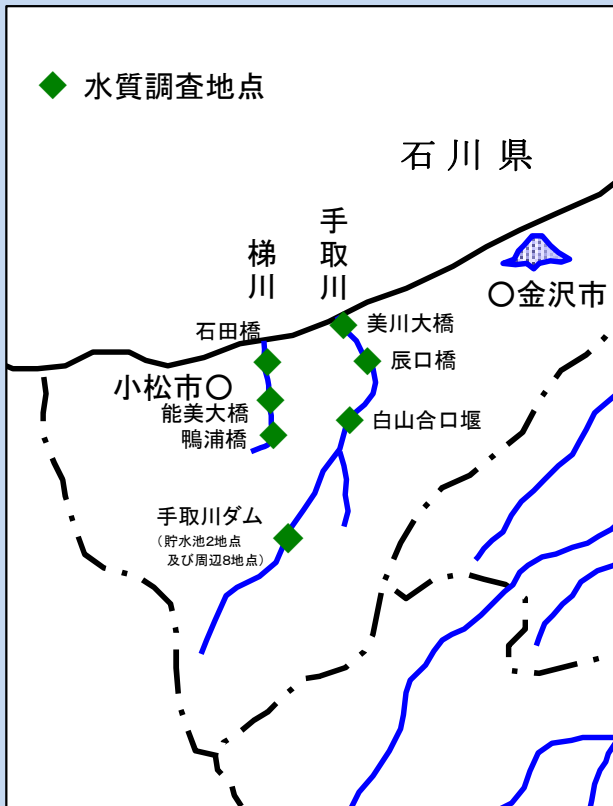 水質調査地点
石川県
手取川
梯川
〇金沢市
石田橋
美川大橋
辰口橋
小松市〇
能美大橋
鴨浦橋
白山合口堰
手取川ダム
(貯水池2地点
及び周辺8地点)